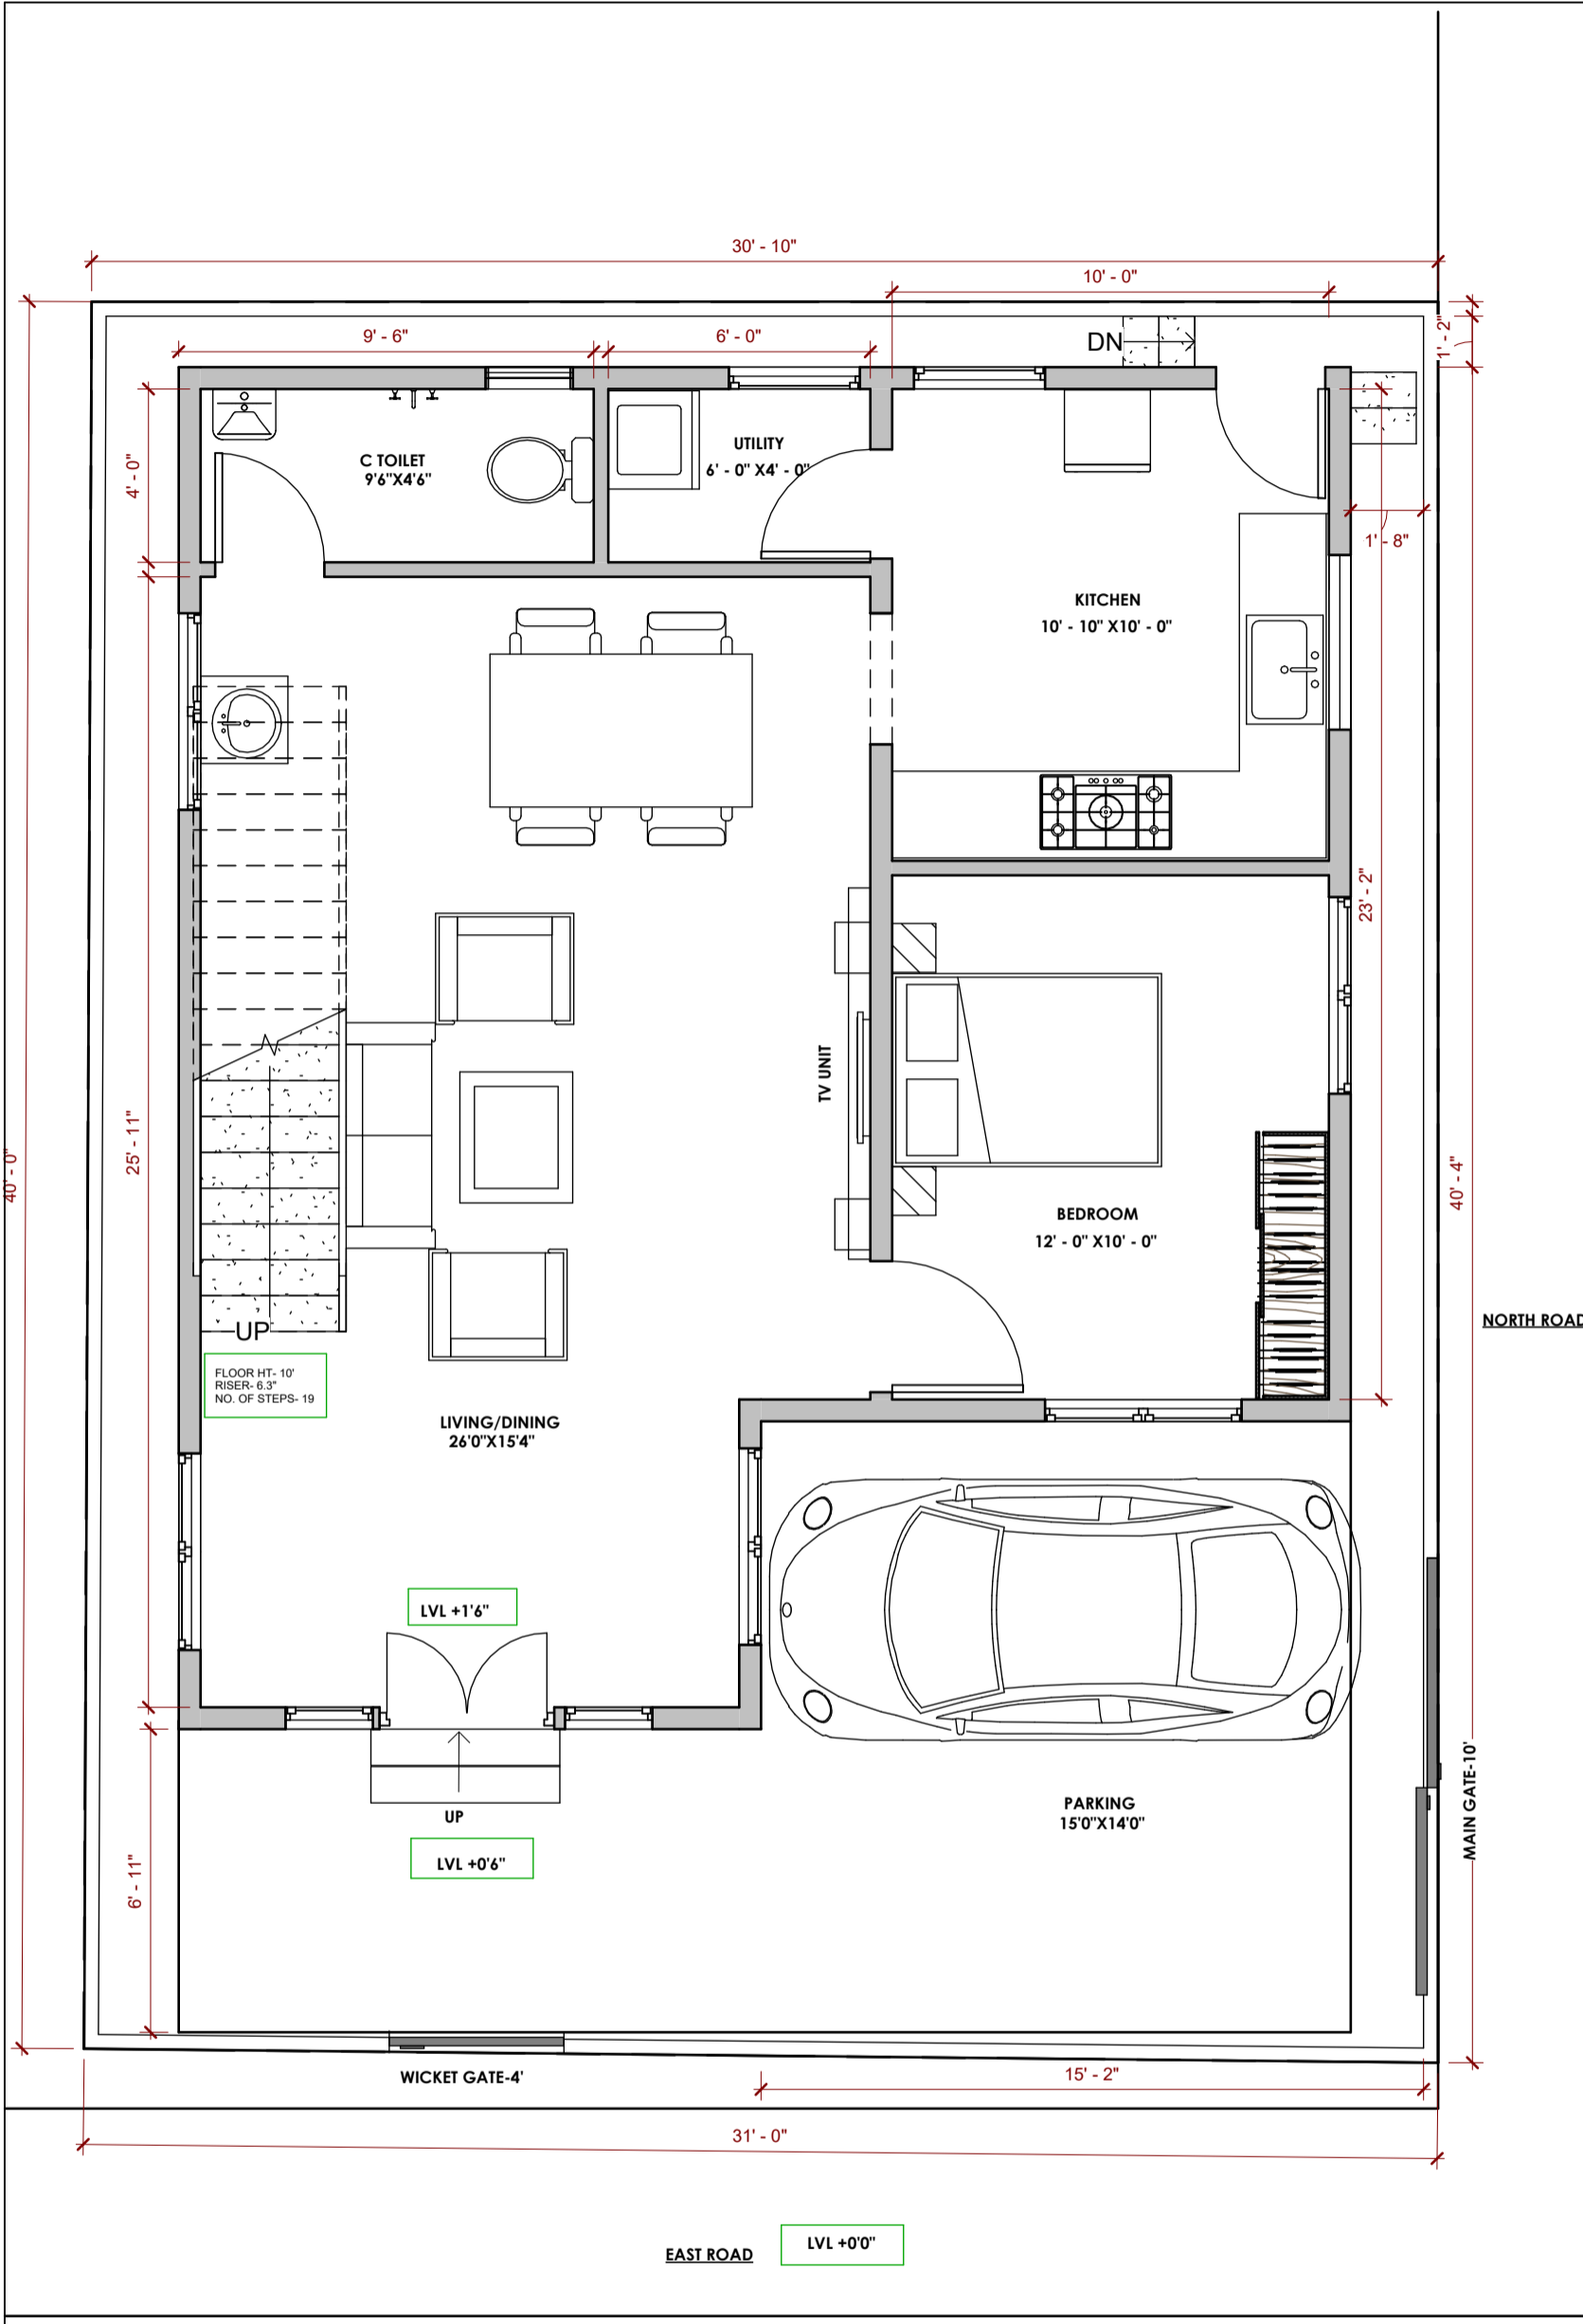 30' - 10"
10' - 0"
9' - 6"
6' - 0"
DN
1' - 2"
C TOILET
9'6"X4'6"
UTILITY
6' - 0" X4' - 0"
4' - 0"
1' - 8"
KITCHEN
10' - 10" X10' - 0"
23' - 2"
TV UNIT
25' - 11"
40' - 0"
40' - 4"
BEDROOM
12' - 0" X10' - 0"
NORTH ROAD
UP
FLOOR HT- 10'
RISER- 6.3"
NO. OF STEPS- 19
LIVING/DINING
26'0"X15'4"
LVL +1'6"
MAIN GATE-10'
PARKING
15'0"X14'0"
UP
LVL +0'6"
6' - 11"
WICKET GATE-4'
15' - 2"
31' - 0"
EAST ROAD
LVL +0'0"